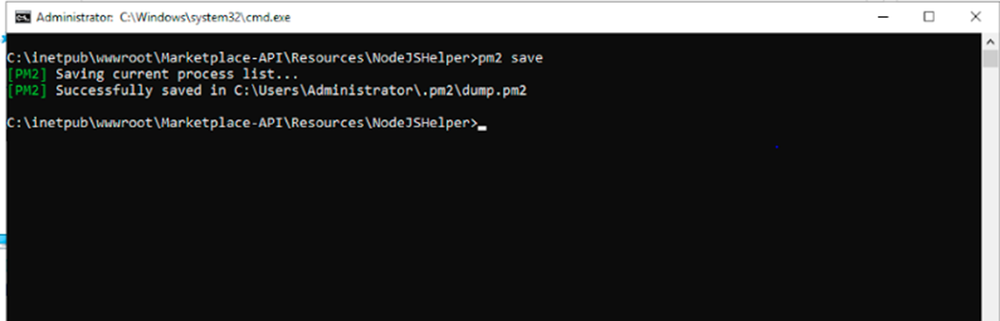 Administrator: C:\Windows\system32\cmd.exe
C:\inetpub\wwwroot\Marketplace-API\Resources\NodeJSHelper>pm2 save
[PM2] Saving current process list...
[PM2] Successfully saved in C:\Users\Administrator\.pm2\dump.pm2
C:\inetpub\wwwroot\Marketplace-API\Resources\NodeJSHelper>